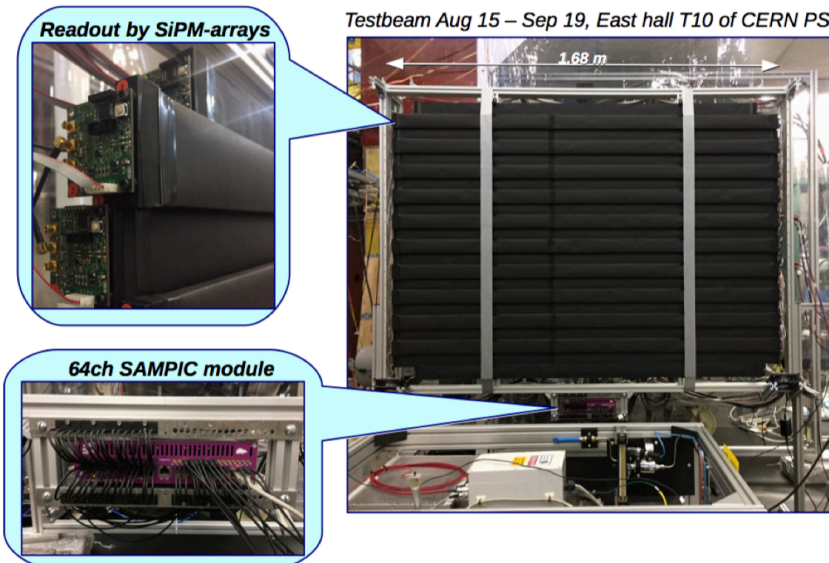 Readout by SiPM-arrays
Testbeam Aug 15 – Sep 19, East hall T10 of CERN PS
1.68 m
64ch SAMPIC module